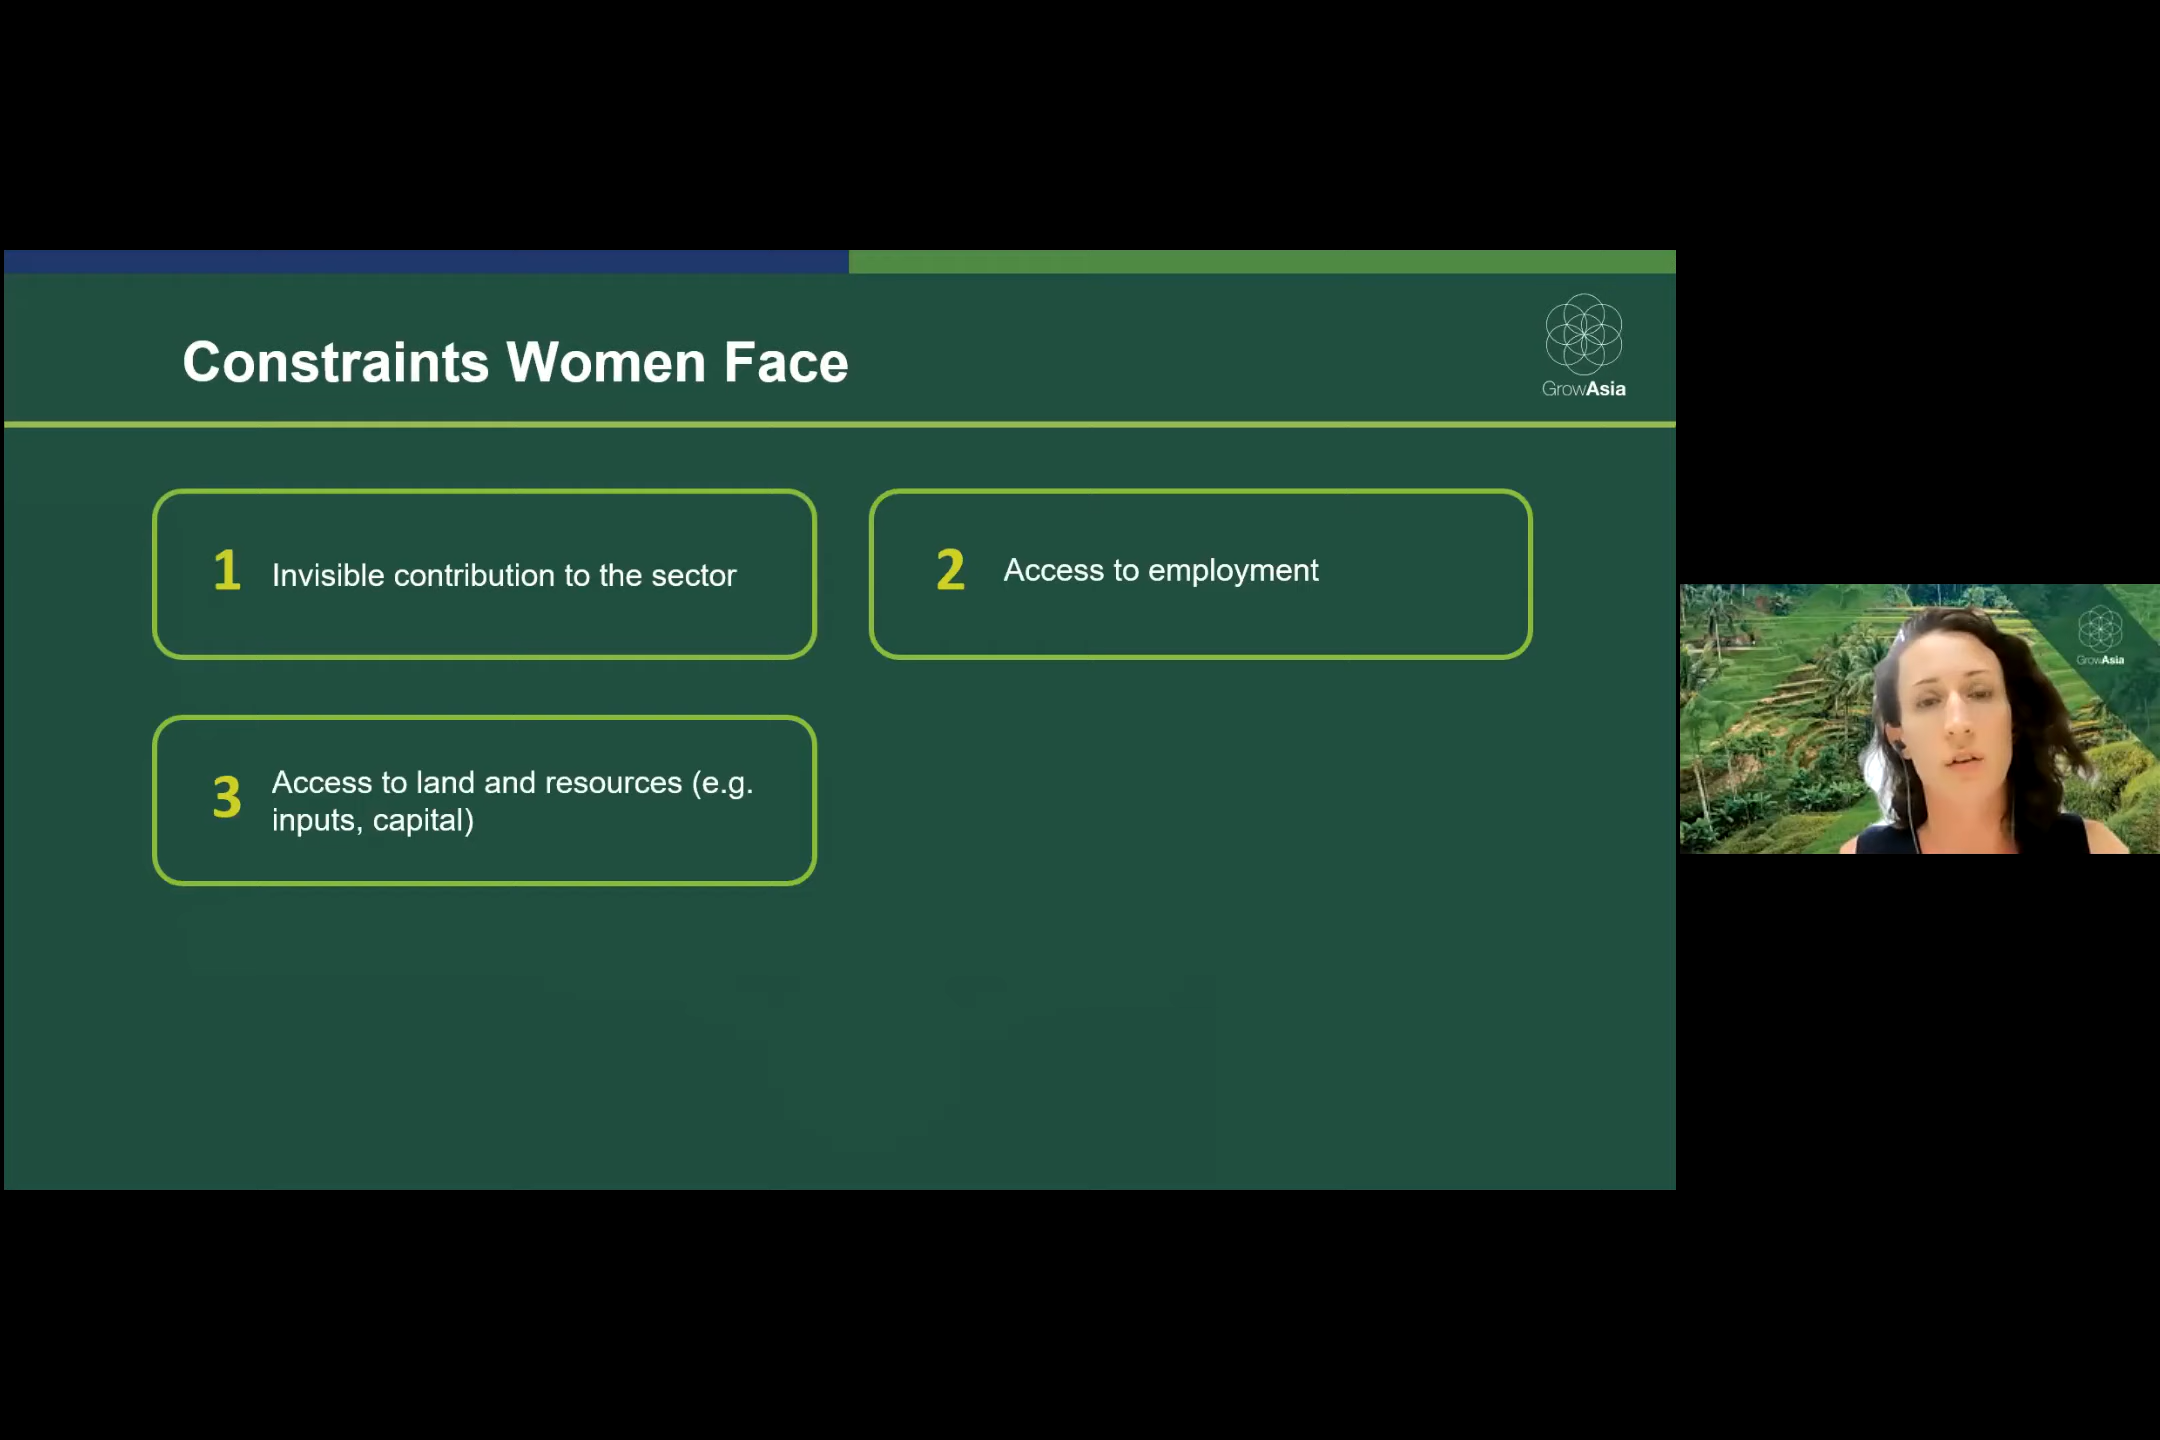 Constraints Women Face
GrowAsia
1 Invisible contribution to the sector
2 Access to employment
3 Access to land and resources (e.g.
inputs, capital)
GrowAsia